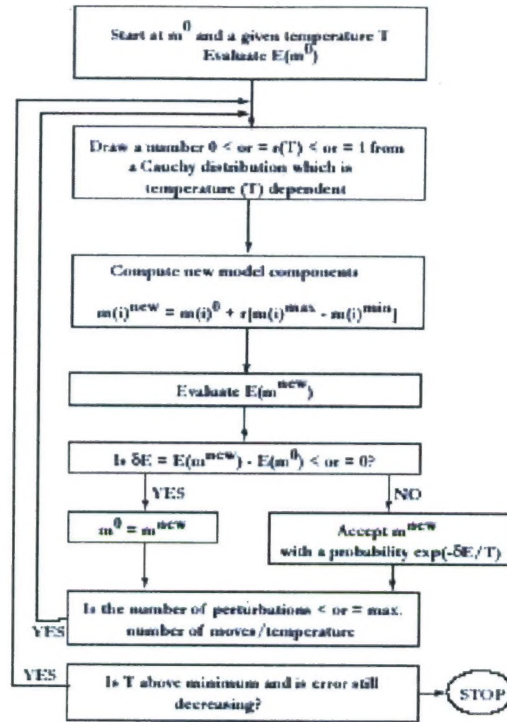 Start at m⁰ and a given temperature T
Evaluate E(m⁰)
Draw a number 0 < or = r(T) < or = 1 from
a Cauchy distribution which is
temperature (T) dependent
Compute new model components
m(i)ⁿᵉʷ = m(i)⁰ + r[m(i)ᵐᵃˣ - m(i)ᵐⁱⁿ]
Evaluate E(mⁿᵉʷ)
Is δE = E(mⁿᵉʷ) - E(m⁰) < or = 0?
YES
NO
m⁰ = mⁿᵉʷ
Accept mⁿᵉʷ
with a probability exp(-δE/T)
Is the number of perturbations < or = max.
number of moves/temperature
YES
YES
Is T above minimum and is error still
decreasing?
STOP